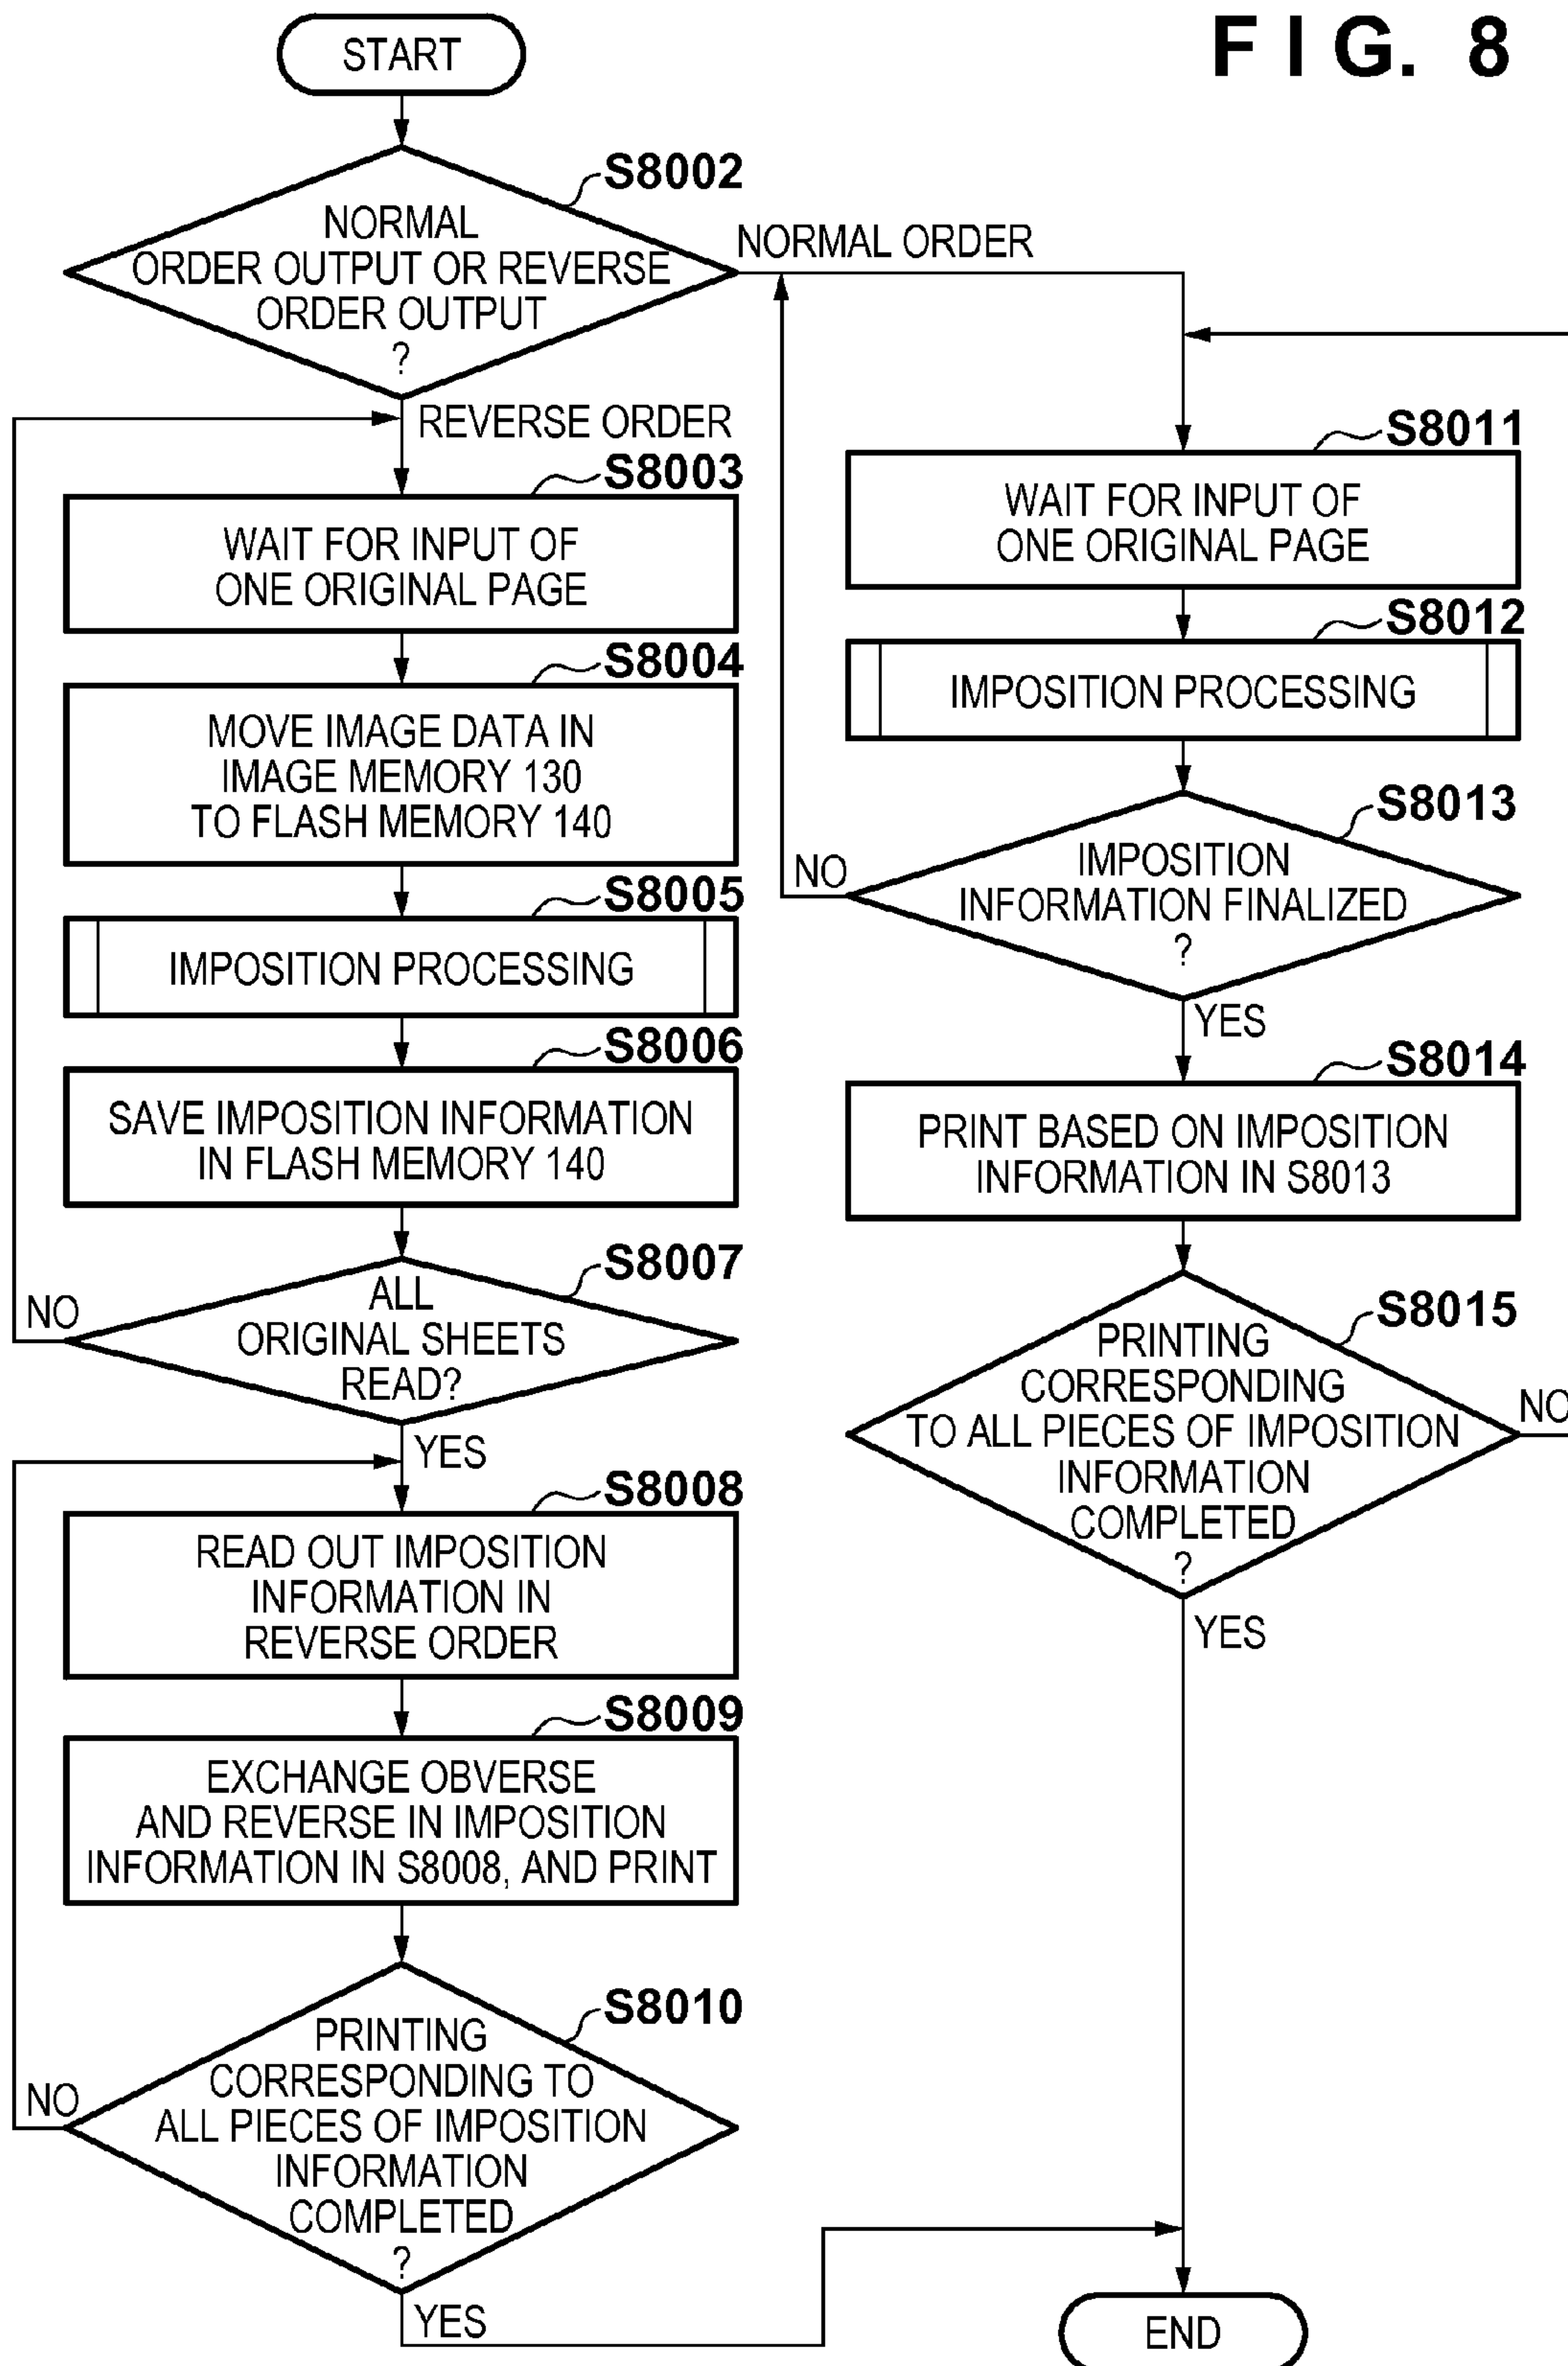 FIG. 8
START
S8002
NORMAL
ORDER OUTPUT OR REVERSE
ORDER OUTPUT
?
NORMAL ORDER
REVERSE ORDER
S8003
WAIT FOR INPUT OF
ONE ORIGINAL PAGE
S8004
MOVE IMAGE DATA IN
IMAGE MEMORY 130
TO FLASH MEMORY 140
S8005
IMPOSITION PROCESSING
S8006
SAVE IMPOSITION INFORMATION
IN FLASH MEMORY 140
S8007
ALL
ORIGINAL SHEETS
READ?
NO
YES
S8008
READ OUT IMPOSITION
INFORMATION IN
REVERSE ORDER
S8009
EXCHANGE OBVERSE
AND REVERSE IN IMPOSITION
INFORMATION IN S8008, AND PRINT
S8010
PRINTING
CORRESPONDING TO
ALL PIECES OF IMPOSITION
INFORMATION
COMPLETED
?
NO
YES
S8011
WAIT FOR INPUT OF
ONE ORIGINAL PAGE
S8012
IMPOSITION PROCESSING
S8013
IMPOSITION
INFORMATION FINALIZED
?
NO
YES
S8014
PRINT BASED ON IMPOSITION
INFORMATION IN S8013
S8015
PRINTING
CORRESPONDING
TO ALL PIECES OF IMPOSITION
INFORMATION
COMPLETED
?
NO
YES
END